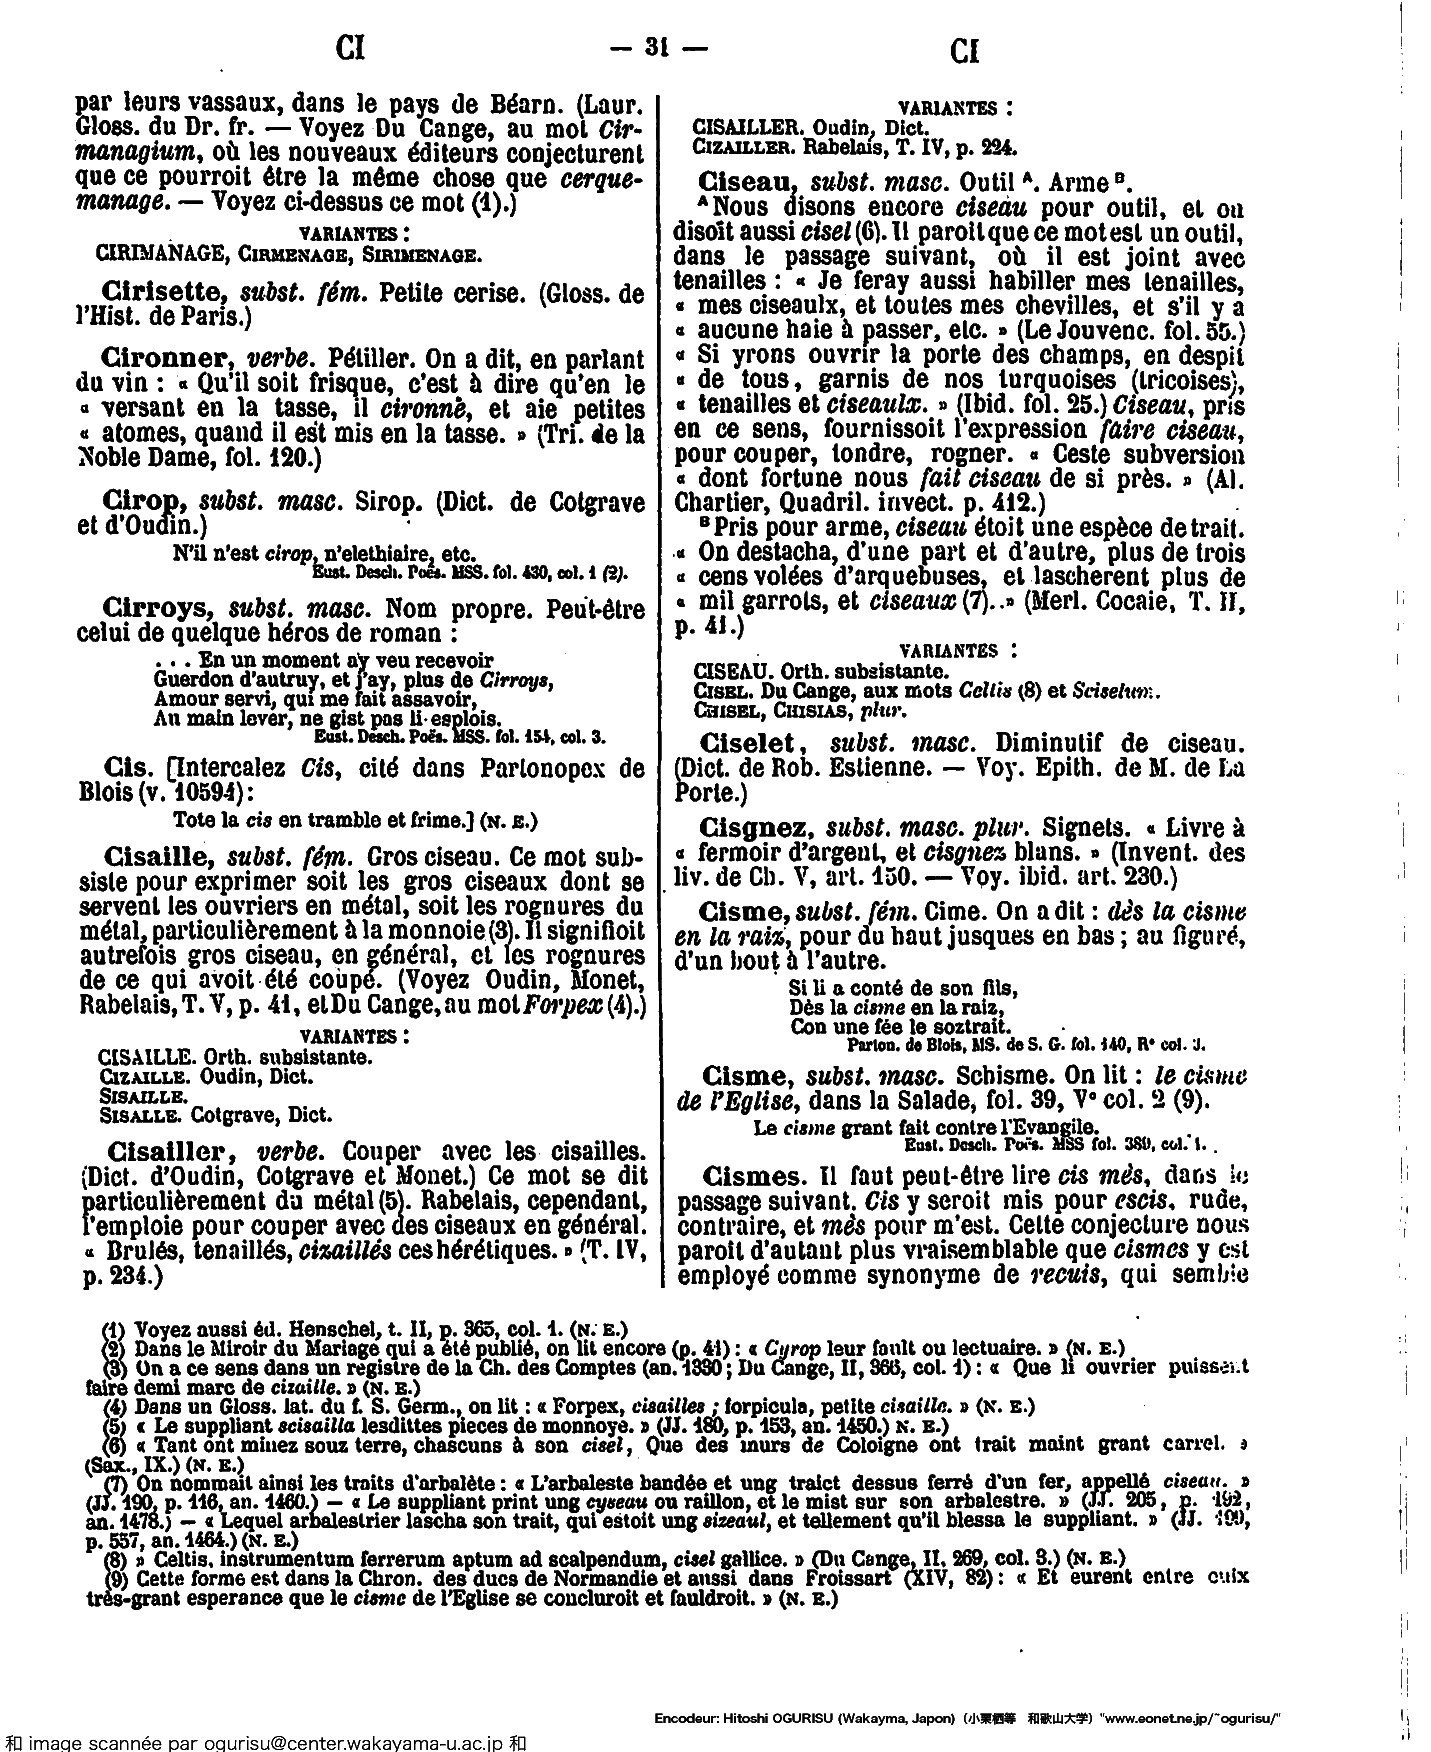 CI
— 31 —
CI
par leurs vassaux, dans le pays de Béarn. (Laur.
Gloss. du Dr. fr. — Voyez Du Cange, au mot Cir-
managium, où les nouveaux éditeurs conjecturent
que ce pourroit être la même chose que cerque-
manage. — Voyez ci-dessus ce mot (1).)
VARIANTES :
CIRIMANAGE, CIRMENAGE, SIRIMENAGE.
Cirisette, subst. fém. Petite cerise. (Gloss. de
l'Hist. de Paris.)
Cironner, verbe. Pétiller. On a dit, en parlant
du vin : « Qu'il soit frisque, c'est à dire qu'en le
« versant en la tasse, il cironnè, et aie petites
« atomes, quand il est mis en la tasse. » (Tri. de la
Noble Dame, fol. 120.)
Cirop, subst. masc. Sirop. (Dict. de Cotgrave
et d'Oudin.)
N'il n'est cirop, n'elethiaire, etc.
Eust. Desch. Poës. MSS. fol. 430, col. 1 (2).
Cirroys, subst. masc. Nom propre. Peut-être
celui de quelque héros de roman :
. . . En un moment ay veu recevoir
Guerdon d'autruy, et j'ay, plus de Cirroys,
Amour servi, qui me fait assavoir,
Au main lever, ne gist pas li esplois.
Eust. Desch. Poës. MSS. fol. 154, col. 3.
Cis. [Intercalez Cis, cité dans Partonopex de
Blois (v. 10594):
Tote la cis en tramble et frime.] (N. E.)
Cisaille, subst. fém. Gros ciseau. Ce mot sub-
siste pour exprimer soit les gros ciseaux dont se
servent les ouvriers en métal, soit les rognures du
métal, particulièrement à la monnoie (3). Il signifioit
autrefois gros ciseau, en général, et les rognures
de ce qui avoit été coupé. (Voyez Oudin, Monet,
Rabelais, T. V, p. 41, et Du Cange, au mot Forpex (4).)
VARIANTES :
CISAILLE. Orth. subsistante.
CIZAILLE. Oudin, Dict.
SISAILLE.
SISALLE. Cotgrave, Dict.
Cisailler, verbe. Couper avec les cisailles.
(Dict. d'Oudin, Cotgrave et Monet.) Ce mot se dit
particulièrement du métal (5). Rabelais, cependant,
l'emploie pour couper avec des ciseaux en général.
« Brulés, tenaillés, cizaillés ces hérétiques. » (T. IV,
p. 234.)
VARIANTES :
CISAILLER. Oudin, Dict.
CIZAILLER. Rabelais, T. IV, p. 224.
Ciseau, subst. masc. Outil A. Arme B.
A Nous disons encore ciseau pour outil, et on
disoit aussi cisel (6). Il paroit que ce mot est un outil,
dans le passage suivant, où il est joint avec
tenailles : « Je feray aussi habiller mes tenailles,
« mes ciseaulx, et toutes mes chevilles, et s'il y a
« aucune haie à passer, etc. » (Le Jouvenc. fol. 55.)
« Si yrons ouvrir la porte des champs, en despit
« de tous, garnis de nos turquoises (tricoises),
« tenailles et ciseaulx. » (Ibid. fol. 25.) Ciseau, pris
en ce sens, fournissoit l'expression faire ciseau,
pour couper, tondre, rogner. « Ceste subversion
« dont fortune nous fait ciseau de si près. » (Al.
Chartier, Quadril. invect. p. 412.)
B Pris pour arme, ciseau étoit une espèce de trait.
« On destacha, d'une part et d'autre, plus de trois
« cens volées d'arquebuses, et lascherent plus de
« mil garrots, et ciseaux (7)..» (Merl. Cocaie, T. II,
p. 41.)
VARIANTES :
CISEAU. Orth. subsistante.
CISEL. Du Cange, aux mots Celtis (8) et Sciselum.
CHISEL, CHISIAS, plur.
Ciselet, subst. masc. Diminutif de ciseau.
(Dict. de Rob. Estienne. — Voy. Epith. de M. de La
Porte.)
Cisgnez, subst. masc. plur. Signets. « Livre à
« fermoir d'argent, et cisgnez blans. » (Invent. des
liv. de Ch. V, art. 150. — Voy. ibid. art. 230.)
Cisme, subst. fém. Cime. On a dit : dès la cisme
en la raiz, pour du haut jusques en bas ; au figuré,
d'un bout à l'autre.
Si li a conté de son fils,
Dès la cisme en la raiz,
Con une fée le soztrait.
Parton. de Blois, MS. de S. G. fol. 140, R° col. 3.
Cisme, subst. masc. Schisme. On lit : le cisme
de l'Eglise, dans la Salade, fol. 39, V° col. 2 (9).
Le cisme grant fait contre l'Evangile.
Eust. Desch. Poës. MSS fol. 389, col. 1.
Cismes. Il faut peut-être lire cis mès, dans le
passage suivant. Cis y seroit mis pour escis, rude,
contraire, et mès pour m'est. Cette conjecture nous
paroit d'autant plus vraisemblable que cismes y est
employé comme synonyme de recuis, qui semble
(1) Voyez aussi éd. Henschel, t. II, p. 365, col. 1. (N. E.)
(2) Dans le Miroir du Mariage qui a été publié, on lit encore (p. 41) : « Cyrop leur fault ou lectuaire. » (N. E.)
(3) On a ce sens dans un registre de la Ch. des Comptes (an. 1330 ; Du Cange, II, 366, col. 1) : « Que li ouvrier puissent
faire demi marc de cizaille. » (N. E.)
(4) Dans un Gloss. lat. du f. S. Germ., on lit : « Forpex, cisailles ; forpicula, petite cisaille. » (N. E.)
(5) « Le suppliant scisailla lesdittes pieces de monnoye. » (JJ. 180, p. 153, an. 1450.) N. E.)
(6) « Tant ont minez souz terre, chascuns à son cisel, Que des murs de Coloigne ont trait maint grant carrel. »
(Sax., IX.) (N. E.)
(7) On nommait ainsi les traits d'arbalète : « L'arbaleste bandée et ung traict dessus ferré d'un fer, appellé ciseau. »
(JJ. 190, p. 116, an. 1460.) — « Le suppliant print ung cyseau ou raillon, et le mist sur son arbalestre. » (JJ. 205, p. 192,
an. 1478.) — « Lequel arbalestrier lascha son trait, qui estoit ung sizeaul, et tellement qu'il blessa le suppliant. » (JJ. 199,
p. 557, an. 1464.) (N. E.)
(8) » Celtis, instrumentum ferrerum aptum ad scalpendum, cisel gallice. » (Du Cange, II, 269, col. 3.) (N. E.)
(9) Cette forme est dans la Chron. des ducs de Normandie et aussi dans Froissart (XIV, 82) : « Et eurent entre culx
très-grant esperance que le cisme de l'Eglise se concluroit et fauldroit. » (N. E.)
Encodeur: Hitoshi OGURISU (Wakayma, Japon)（小栗栖等　和歌山大学）"www.eonet.ne.jp/~ogurisu/"
和 image scannée par ogurisu@center.wakayama-u.ac.jp 和